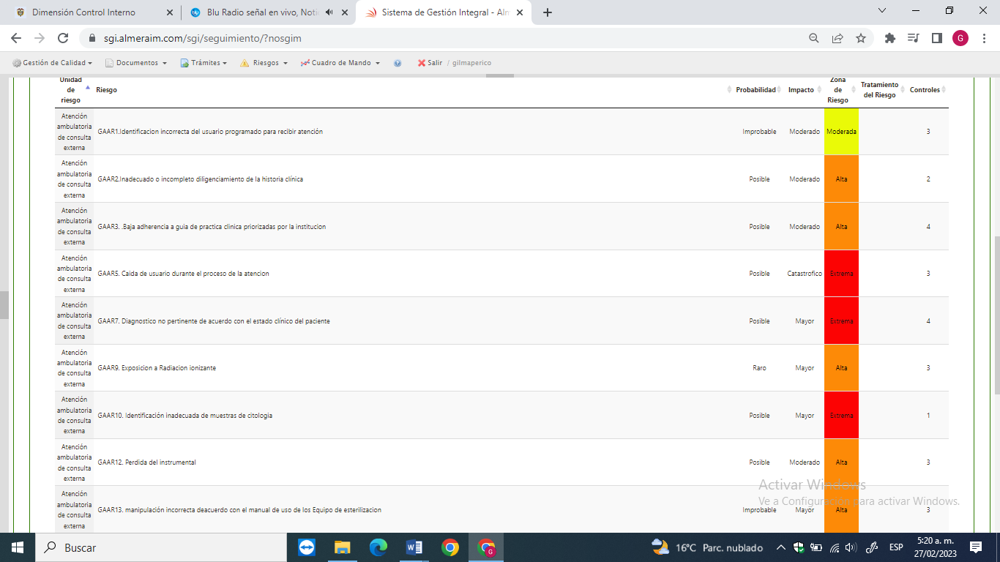 Dimensión Control Interno
Blu Radio señal en vivo, Noti
Sistema de Gestión Integral - Alm
sgi.almeraim.com/sgi/seguimiento/?nosgim
G
Gestión de Calidad
Documentos
Trámites
Riesgos
Cuadro de Mando
Salir / gilmaperico
Unidad de riesgo
Riesgo
Probabilidad
Impacto
Zona de Riesgo
Tratamiento del Riesgo
Controles
Atención ambulatoria de consulta externa
GAAR1.Identificacion incorrecta del usuario programado para recibir atención
Improbable
Moderado
Moderada
3
Atención ambulatoria de consulta externa
GAAR2.Inadecuado o incompleto diligenciamiento de la historia clínica
Posible
Moderado
Alta
2
Atención ambulatoria de consulta externa
GAAR3. .Baja adherencia a guia de practica clinica priorizadas por la institucion
Posible
Moderado
Alta
4
Atención ambulatoria de consulta externa
GAAR5. Caida de usuario durante el proceso de la atencion
Posible
Catastrofico
Extrema
3
Atención ambulatoria de consulta externa
GAAR7. Diagnostico no pertinente de acuerdo con el estado clínico del paciente
Posible
Mayor
Extrema
4
Atención ambulatoria de consulta externa
GAAR9. Exposicion a Radiacion ionizante
Raro
Mayor
Alta
3
Atención ambulatoria de consulta externa
GAAR10. Identificación inadecuada de muestras de citologia
Posible
Mayor
Extrema
1
Atención ambulatoria de consulta externa
GAAR12. Perdida del instrumental
Posible
Moderado
Alta
3
Atención ambulatoria de consulta externa
GAAR13. manipulación incorrecta deacuerdo con el manual de uso de los Equipo de esterilizacion
Improbable
Mayor
Alta
3
Activar Windows
Ve a Configuración para activar Windows.
Buscar
16°C Parc. nublado
ESP
5:20 a. m.
27/02/2023